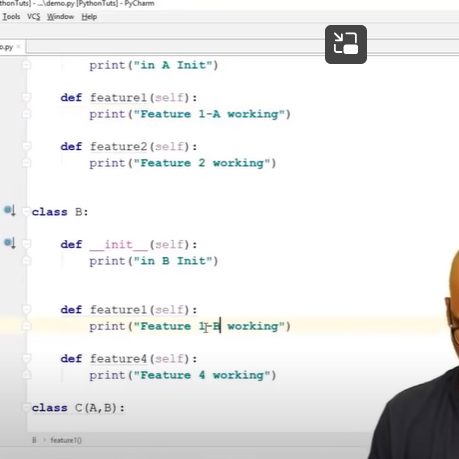 thonTuts] - ...\demo.py [PythonTuts] - PyCharm
Tools VCS Window Help
o.py ×
print("in A Init")
def feature1(self):
print("Feature 1-A working")
def feature2(self):
print("Feature 2 working")
class B:
def __init__(self):
print("in B Init")
def feature1(self):
print("Feature 1-B working")
def feature4(self):
print("Feature 4 working")
class C(A,B):
B › feature1()